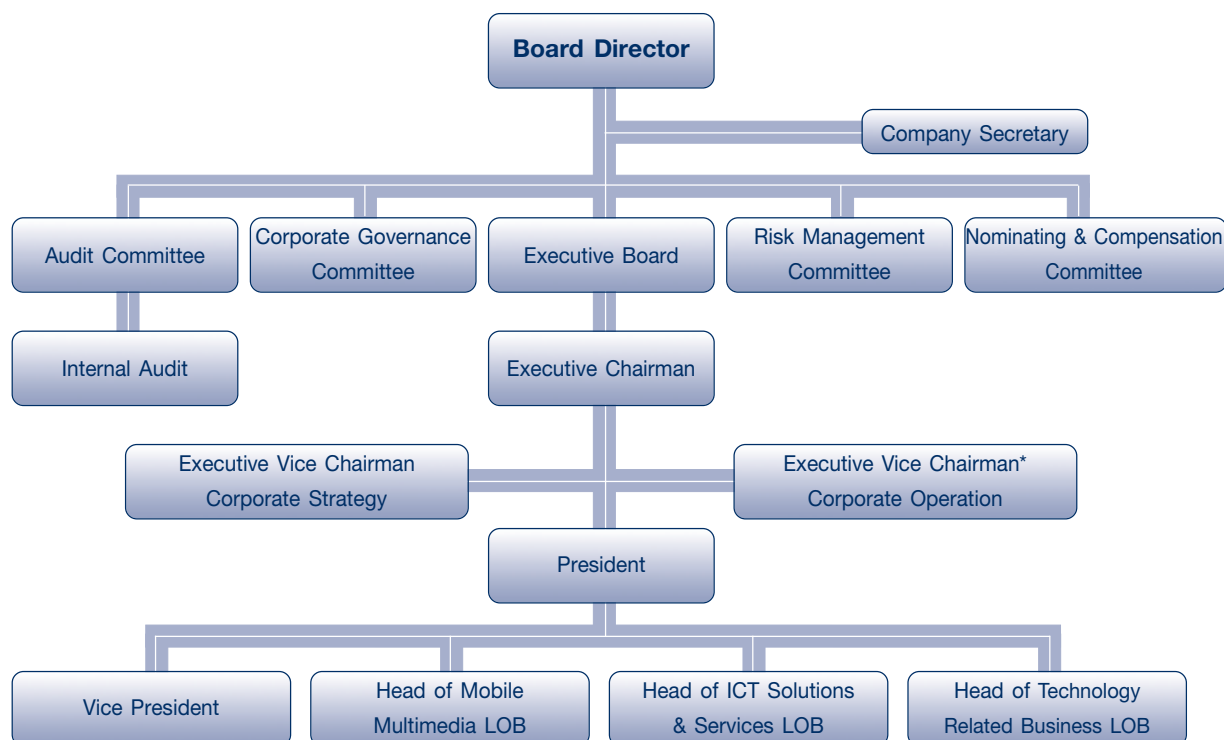 Board Director
Company Secretary
Audit Committee
Corporate Governance
Committee
Executive Board
Risk Management
Committee
Nominating & Compensation
Committee
Internal Audit
Executive Chairman
Executive Vice Chairman
Corporate Strategy
Executive Vice Chairman*
Corporate Operation
President
Vice President
Head of Mobile
Multimedia LOB
Head of ICT Solutions
& Services LOB
Head of Technology
Related Business LOB